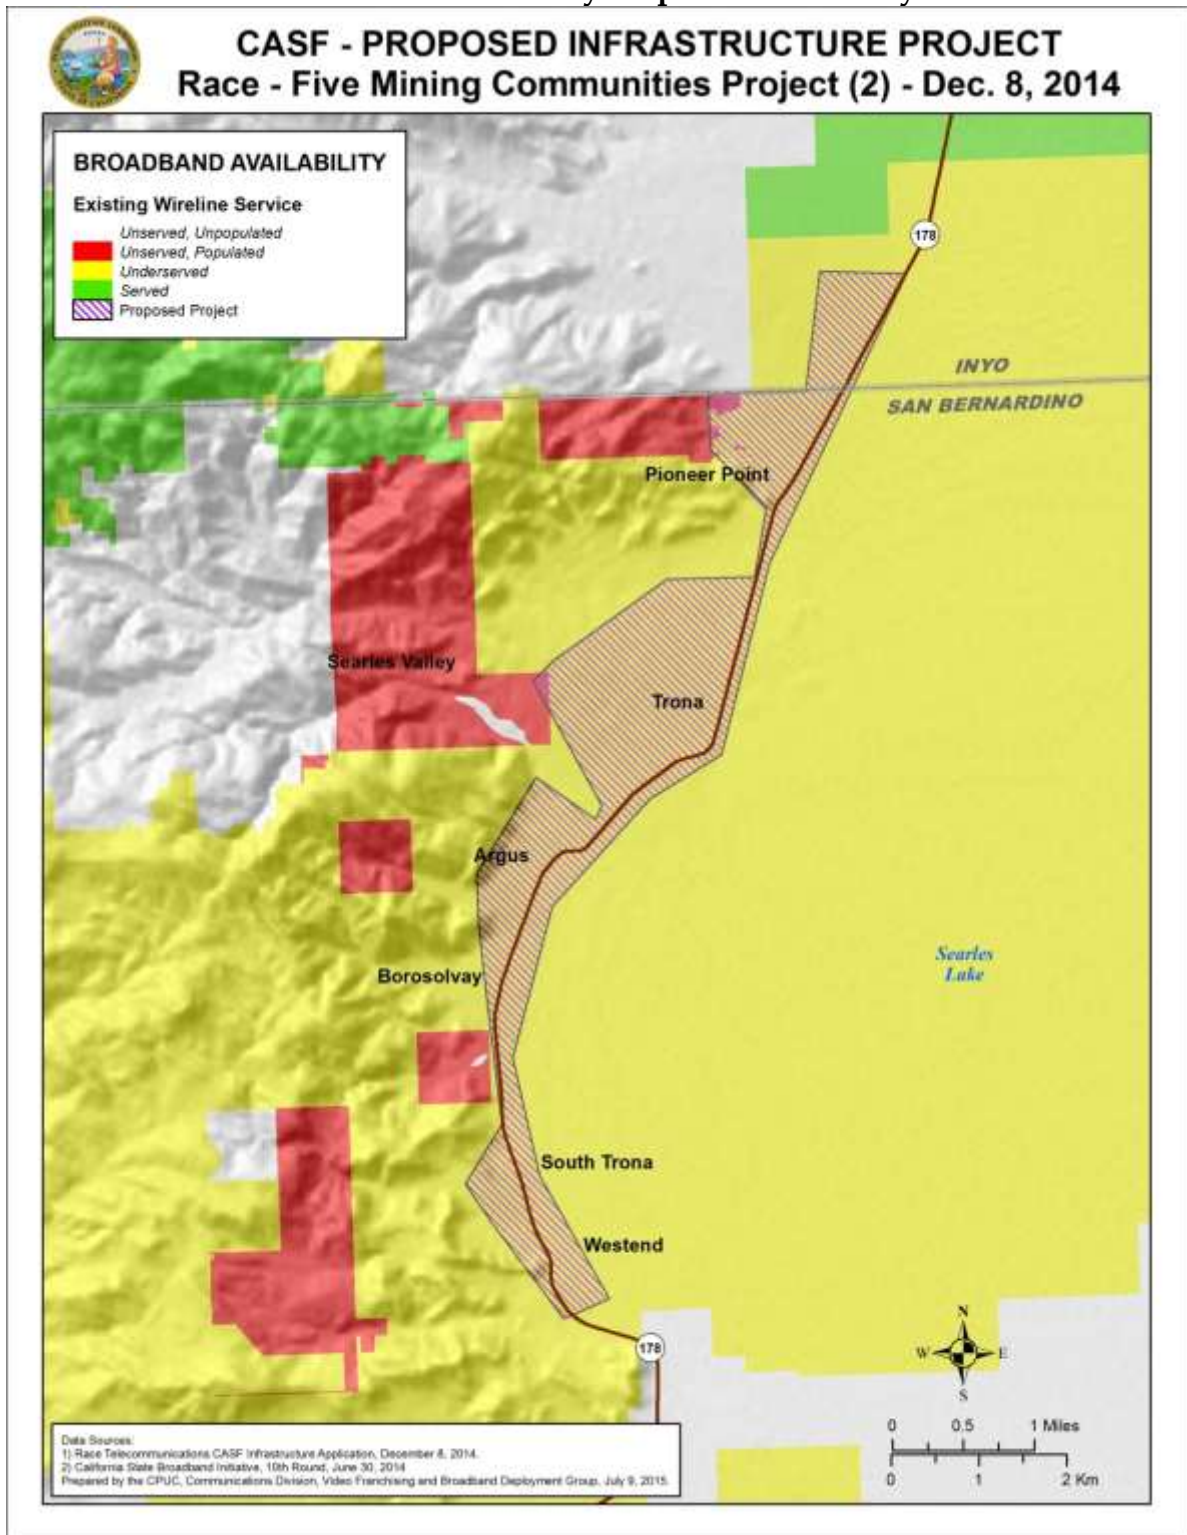 CASF - PROPOSED INFRASTRUCTURE PROJECT
Race - Five Mining Communities Project (2) - Dec. 8, 2014
BROADBAND AVAILABILITY
Existing Wireline Service
Unserved, Unpopulated
Unserved, Populated
Underserved
Served
Proposed Project
178
INYO
SAN BERNARDINO
Pioneer Point
Searles Valley
Trona
Argus
Borosolvay
Searles
Lake
South Trona
Westend
178
N
W E
S
0 0.5 1 Miles
0 1 2 Km
Data Sources:
1) Race Telecommunications CASF Infrastructure Application, December 8, 2014.
2) California State Broadband Initiative, 10th Round, June 30, 2014
Prepared by the CPUC, Communications Division, Video Franchising and Broadband Deployment Group, July 9, 2015.